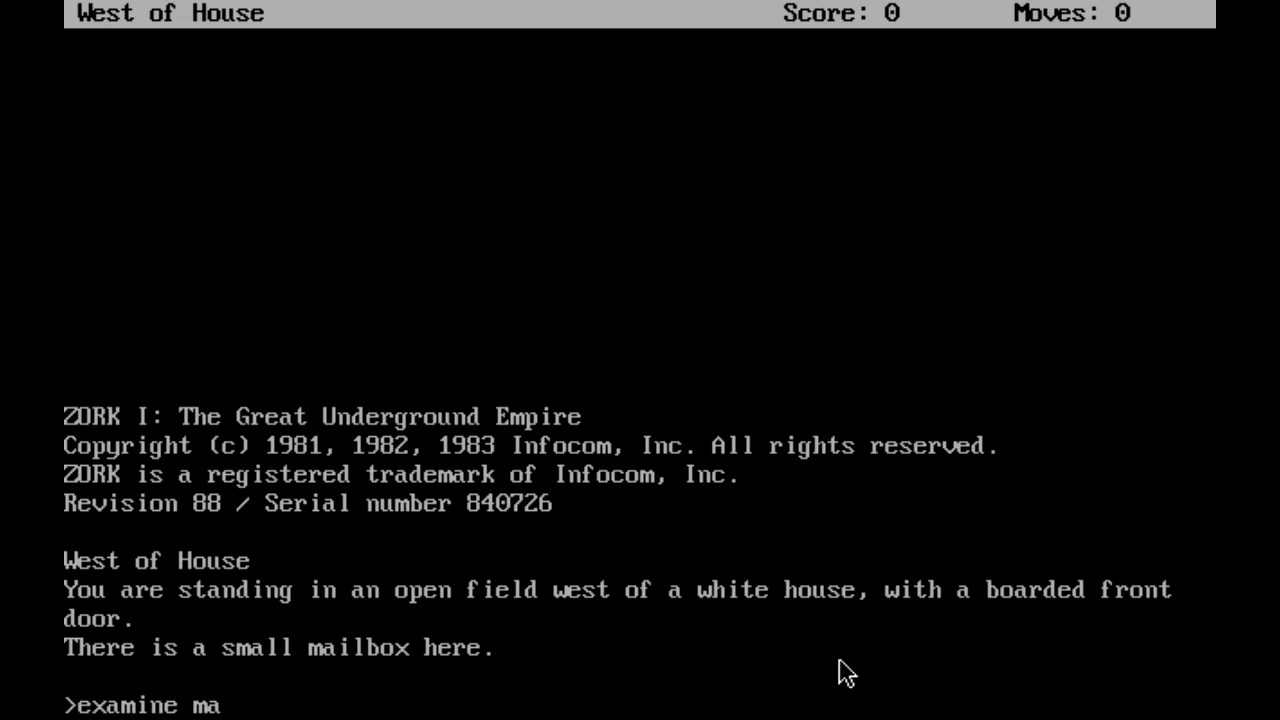 West of House Score: 0 Moves: 0
ZORK I: The Great Underground Empire
Copyright (c) 1981, 1982, 1983 Infocom, Inc. All rights reserved.
ZORK is a registered trademark of Infocom, Inc.
Revision 88 / Serial number 840726
West of House
You are standing in an open field west of a white house, with a boarded front
door.
There is a small mailbox here.
>examine ma